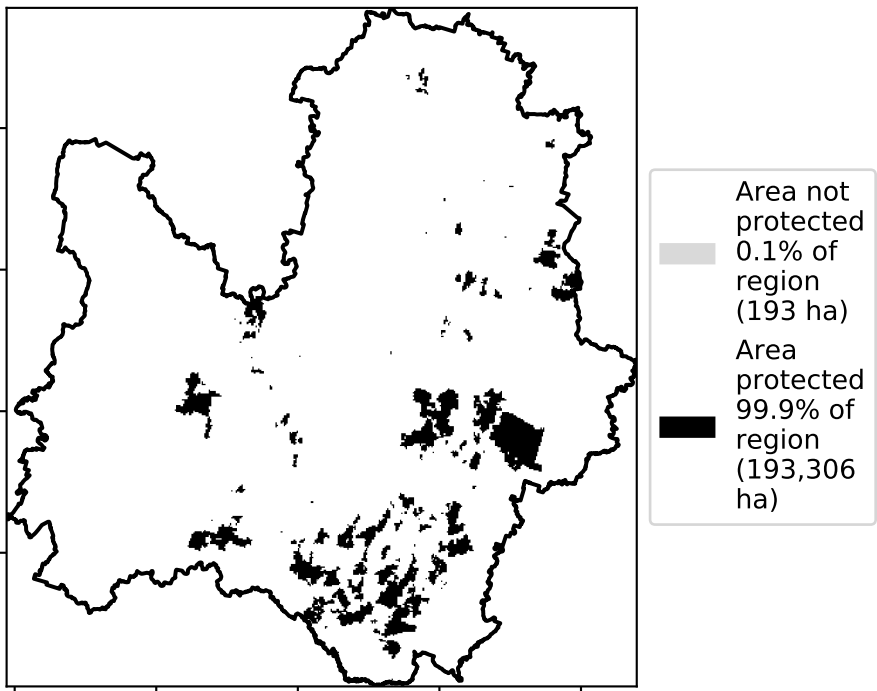 Area not
protected
0.1% of
region
(193 ha)
Area
protected
99.9% of
region
(193,306
ha)